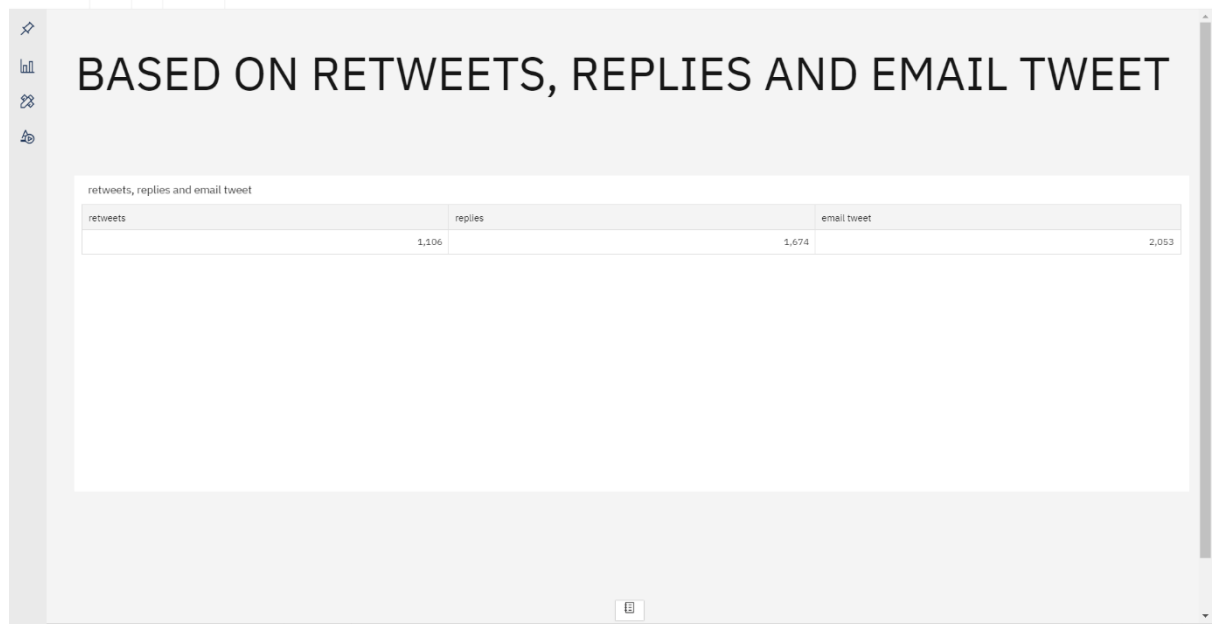 BASED ON RETWEETS, REPLIES AND EMAIL TWEET
retweets, replies and email tweet
retweets replies email tweet
1,106 1,674 2,053